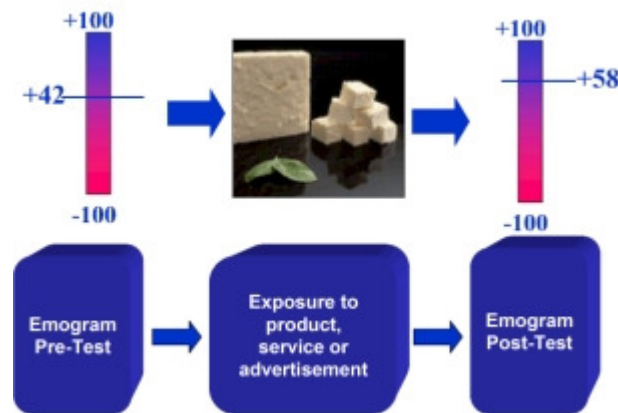 +100
+42
-100
+100
+58
-100
Emogram
Pre-Test
Exposure to
product,
service or
advertisement
Emogram
Post-Test